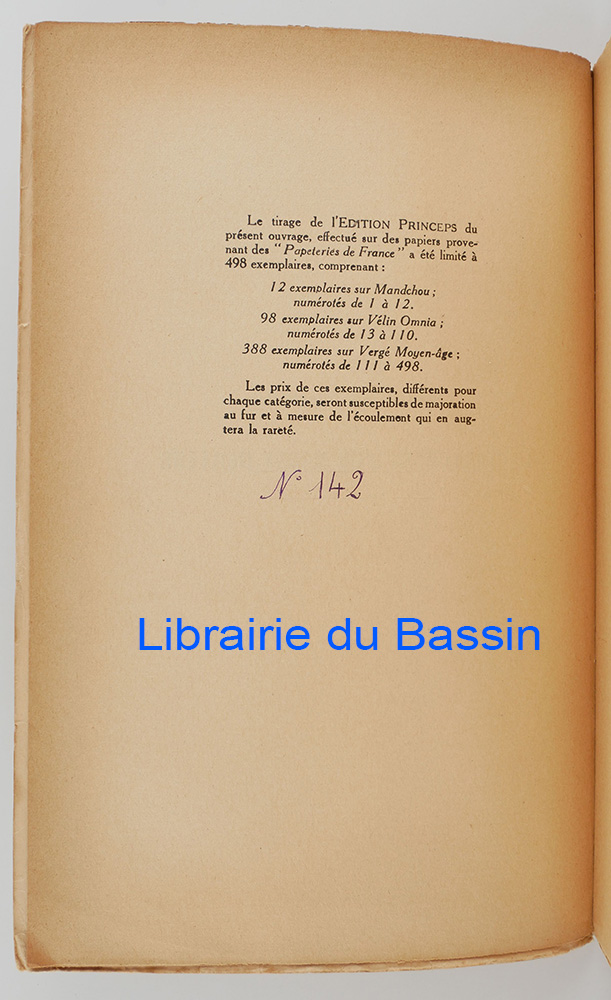 Le tirage de l'EDITION PRINCEPS du
présent ouvrage, effectué sur des papiers prove-
nant des "Papeteries de France" a été limité à
498 exemplaires, comprenant :
12 exemplaires sur Mandchou ;
numérotés de 1 à 12.
98 exemplaires sur Vélin Omnia ;
numérotés de 13 à 110.
388 exemplaires sur Vergé Moyen-âge ;
numérotés de 111 à 498.
Les prix de ces exemplaires, différents pour
chaque catégorie, seront susceptibles de majoration
au fur et à mesure de l'écoulement qui en aug-
tera la rareté.
N° 142
Librairie du Bassin